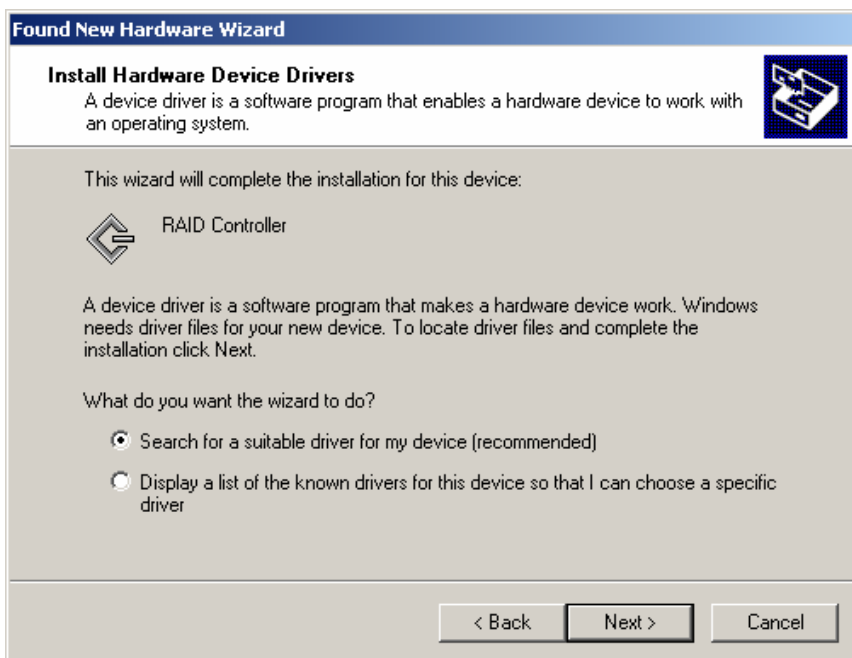 Found New Hardware Wizard
Install Hardware Device Drivers
A device driver is a software program that enables a hardware device to work with
an operating system.
This wizard will complete the installation for this device:
RAID Controller
A device driver is a software program that makes a hardware device work. Windows
needs driver files for your new device. To locate driver files and complete the
installation click Next.
What do you want the wizard to do?
Search for a suitable driver for my device (recommended)
Display a list of the known drivers for this device so that I can choose a specific
driver
< Back
Next >
Cancel